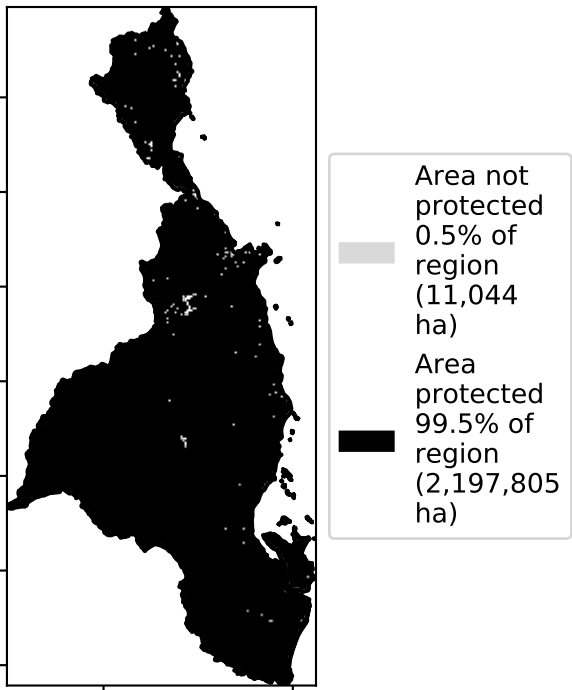 Area not
protected
0.5% of
region
(11,044
ha)
Area
protected
99.5% of
region
(2,197,805
ha)